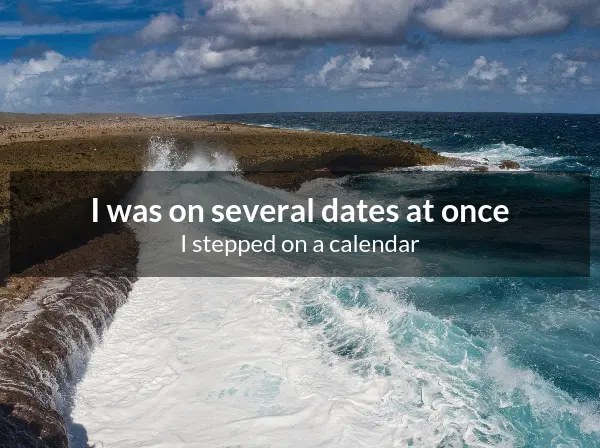 I was on several dates at once
I stepped on a calendar